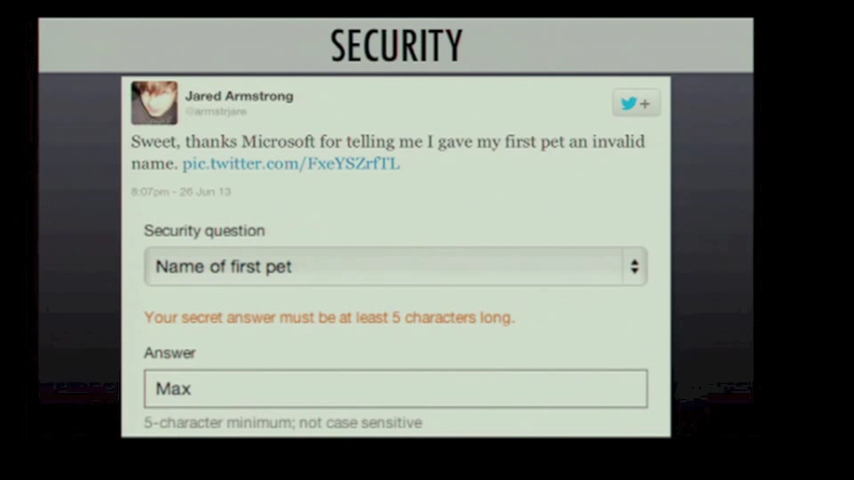 SECURITY
Jared Armstrong
@armstrjare
Sweet, thanks Microsoft for telling me I gave my first pet an invalid
name. pic.twitter.com/FxeYSZrfTL
8:07pm - 26 Jun 13
Security question
Name of first pet
Your secret answer must be at least 5 characters long.
Answer
Max
5-character minimum; not case sensitive